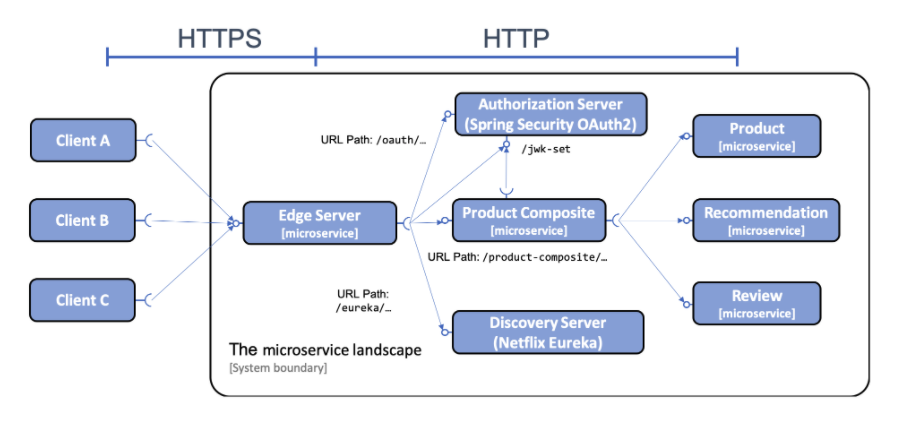 HTTPS
HTTP
Client A
Client B
Client C
Edge Server
[microservice]
URL Path: /oauth/…
Authorization Server
(Spring Security OAuth2)
/jwk-set
Product Composite
[microservice]
URL Path: /product-composite/…
URL Path:
/eureka/…
Discovery Server
(Netflix Eureka)
Product
[microservice]
Recommendation
[microservice]
Review
[microservice]
The microservice landscape
[System boundary]